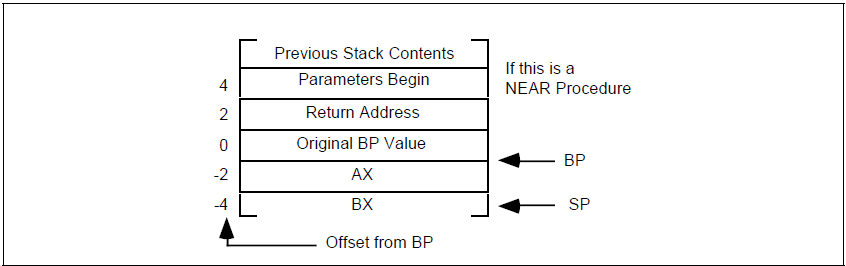 Previous Stack Contents
If this is a
4 Parameters Begin
NEAR Procedure
2 Return Address
0 Original BP Value
BP
-2 AX
-4 BX
SP
Offset from BP